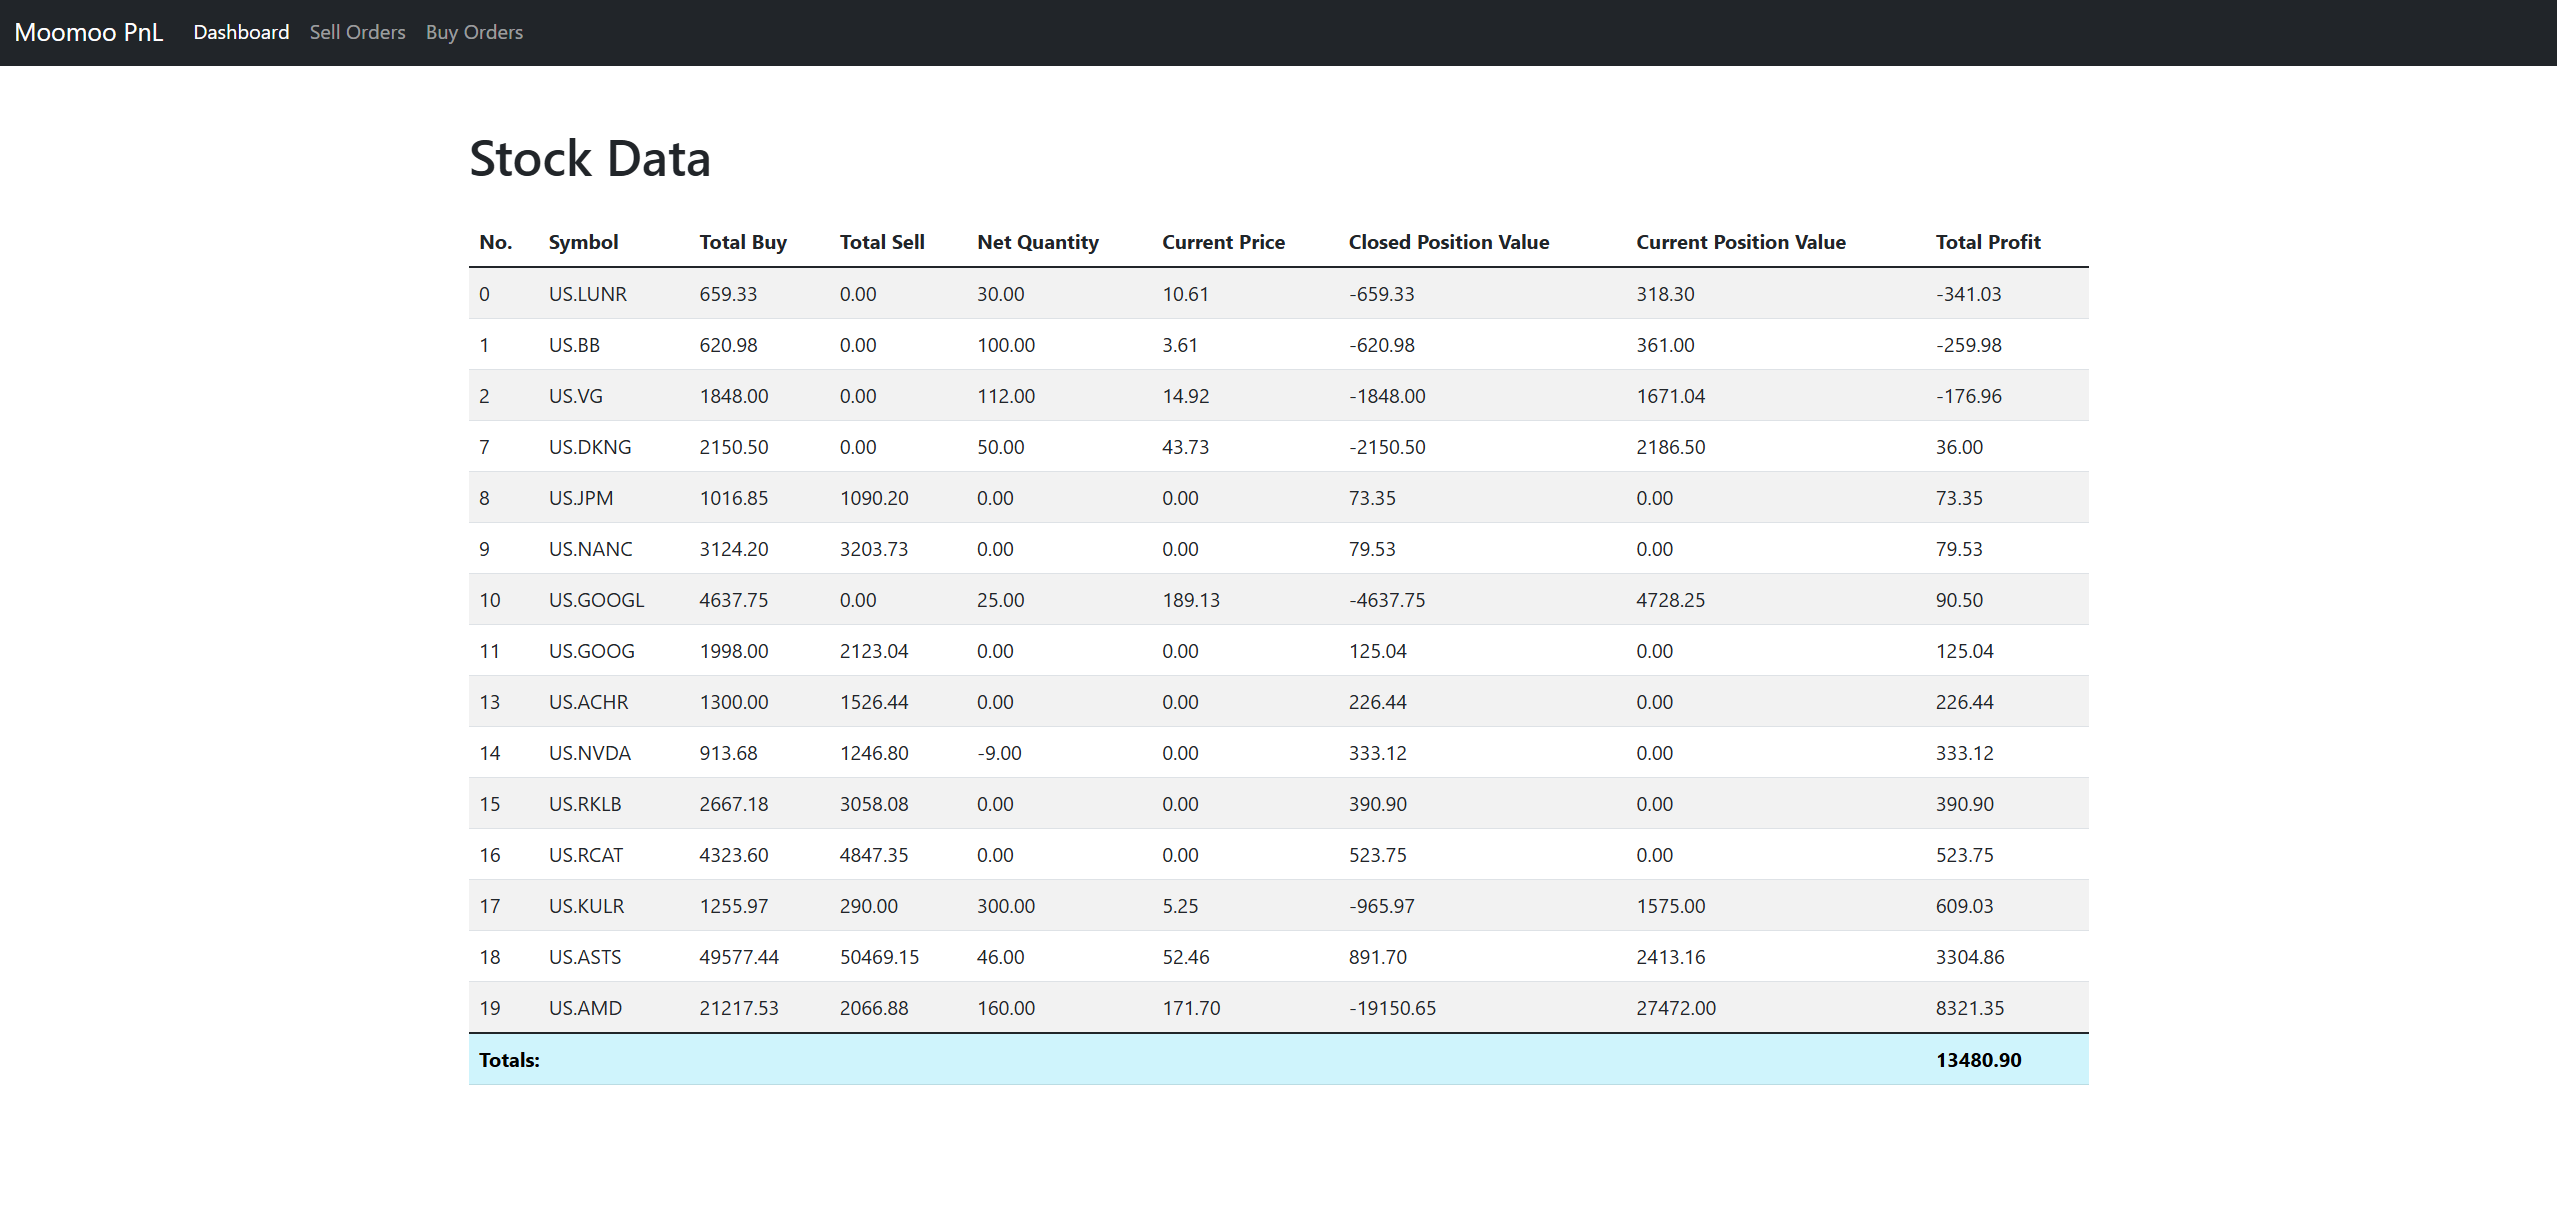 Moomoo PnL Dashboard Sell Orders Buy Orders
Stock Data
No. Symbol Total Buy Total Sell Net Quantity Current Price Closed Position Value Current Position Value Total Profit
0 US.LUNR 659.33 0.00 30.00 10.61 -659.33 318.30 -341.03
1 US.BB 620.98 0.00 100.00 3.61 -620.98 361.00 -259.98
2 US.VG 1848.00 0.00 112.00 14.92 -1848.00 1671.04 -176.96
7 US.DKNG 2150.50 0.00 50.00 43.73 -2150.50 2186.50 36.00
8 US.JPM 1016.85 1090.20 0.00 0.00 73.35 0.00 73.35
9 US.NANC 3124.20 3203.73 0.00 0.00 79.53 0.00 79.53
10 US.GOOGL 4637.75 0.00 25.00 189.13 -4637.75 4728.25 90.50
11 US.GOOG 1998.00 2123.04 0.00 0.00 125.04 0.00 125.04
13 US.ACHR 1300.00 1526.44 0.00 0.00 226.44 0.00 226.44
14 US.NVDA 913.68 1246.80 -9.00 0.00 333.12 0.00 333.12
15 US.RKLB 2667.18 3058.08 0.00 0.00 390.90 0.00 390.90
16 US.RCAT 4323.60 4847.35 0.00 0.00 523.75 0.00 523.75
17 US.KULR 1255.97 290.00 300.00 5.25 -965.97 1575.00 609.03
18 US.ASTS 49577.44 50469.15 46.00 52.46 891.70 2413.16 3304.86
19 US.AMD 21217.53 2066.88 160.00 171.70 -19150.65 27472.00 8321.35
Totals: 13480.90